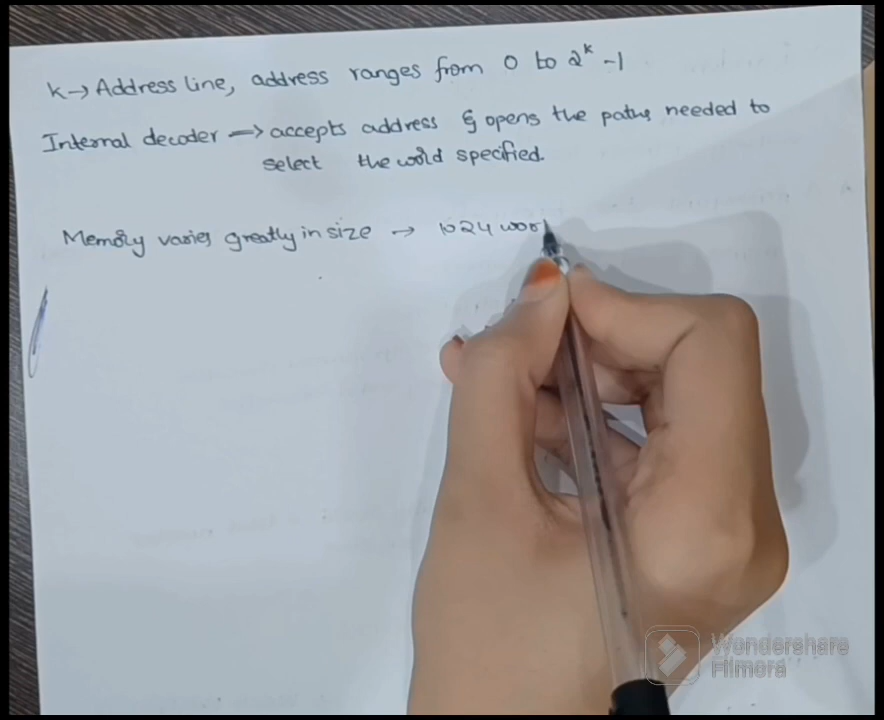 K → Address line, address ranges from 0 to 2^k -1
Internal decoder → accepts address & opens the paths needed to
select the word specified.
Memory varies greatly in size → 1024 wor
Wondershare
Filmora